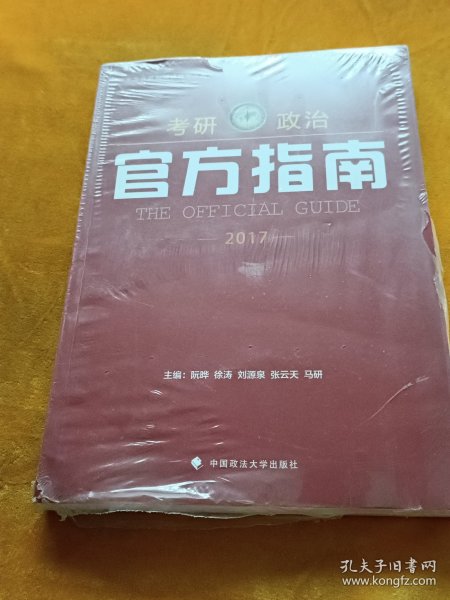 考研 政治
官方指南
THE OFFICIAL GUIDE
2017
主编：阮晔 徐涛 刘源泉 张云天 马研
中国政法大学出版社
孔夫子旧书网
www.kongfz.com